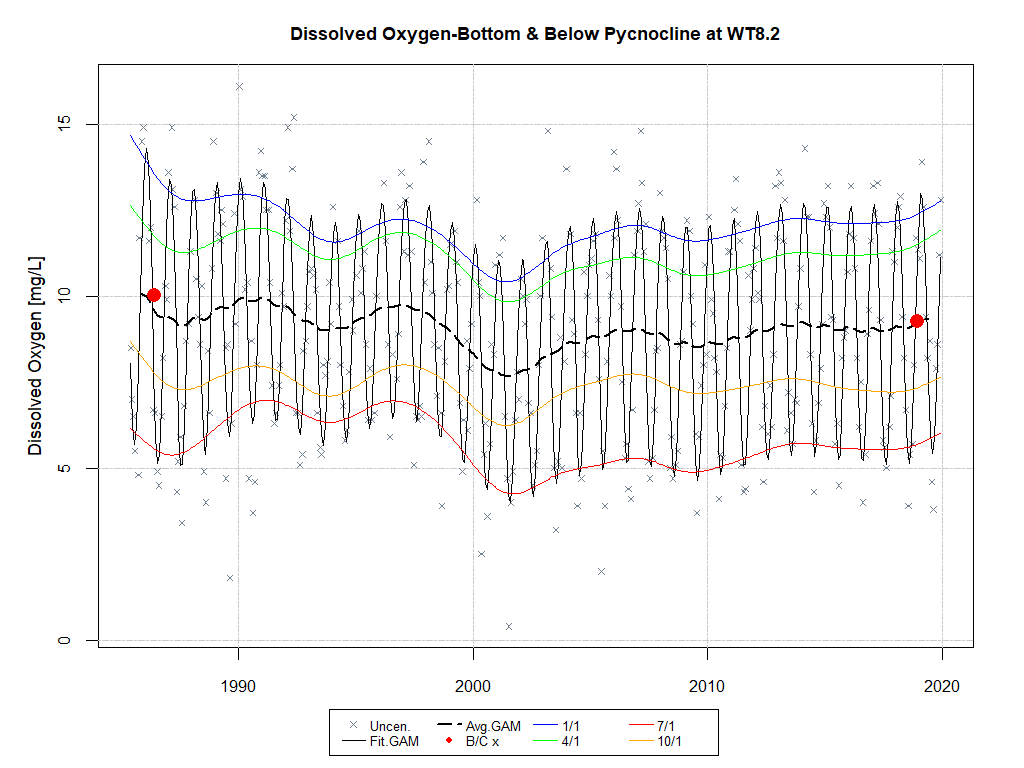 Dissolved Oxygen-Bottom & Below Pycnocline at WT8.2
Dissolved Oxygen [mg/L]
15
10
5
0
1990 2000 2010 2020
Uncen. Avg.GAM 1/1 7/1
Fit.GAM B/C x 4/1 10/1